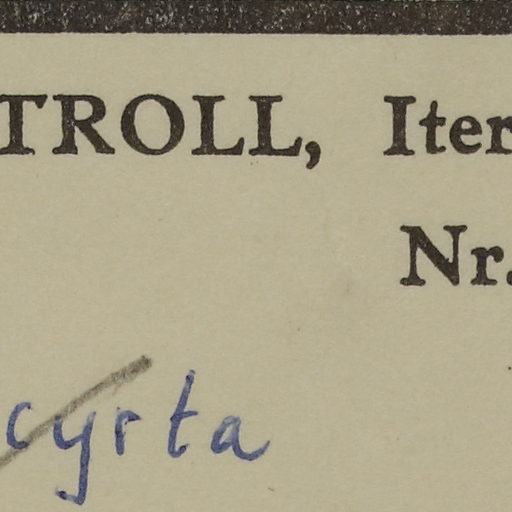 TROLL, Iter
Nr.
cyrta